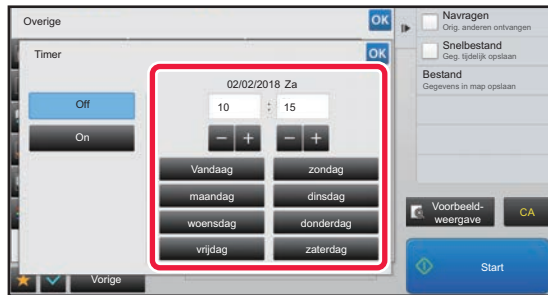 Overige
OK
Timer
OK
02/02/2018 Za
Off
10 : 15
On
− +
− +
Vandaag
zondag
maandag
dinsdag
woensdag
donderdag
vrijdag
zaterdag
Vorige
Navragen
Orig. anderen ontvangen
Snelbestand
Geg. tijdelijk opslaan
Bestand
Gegevens in map opslaan
Voorbeeld-
weergave
CA
Start